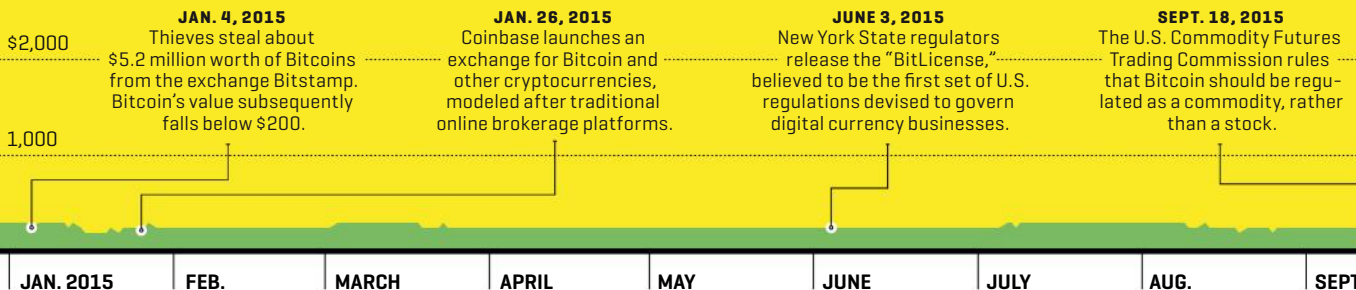 JAN. 4, 2015
Thieves steal about
$5.2 million worth of Bitcoins
from the exchange Bitstamp.
Bitcoin's value subsequently
falls below $200.
JAN. 26, 2015
Coinbase launches an
exchange for Bitcoin and
other cryptocurrencies,
modeled after traditional
online brokerage platforms.
JUNE 3, 2015
New York State regulators
release the “BitLicense,”
believed to be the first set of U.S.
regulations devised to govern
digital currency businesses.
SEPT. 18, 2015
The U.S. Commodity Futures
Trading Commission rules
that Bitcoin should be regu-
lated as a commodity, rather
than a stock.
$2,000
1,000
JAN. 2015
FEB.
MARCH
APRIL
MAY
JUNE
JULY
AUG.
SEPT